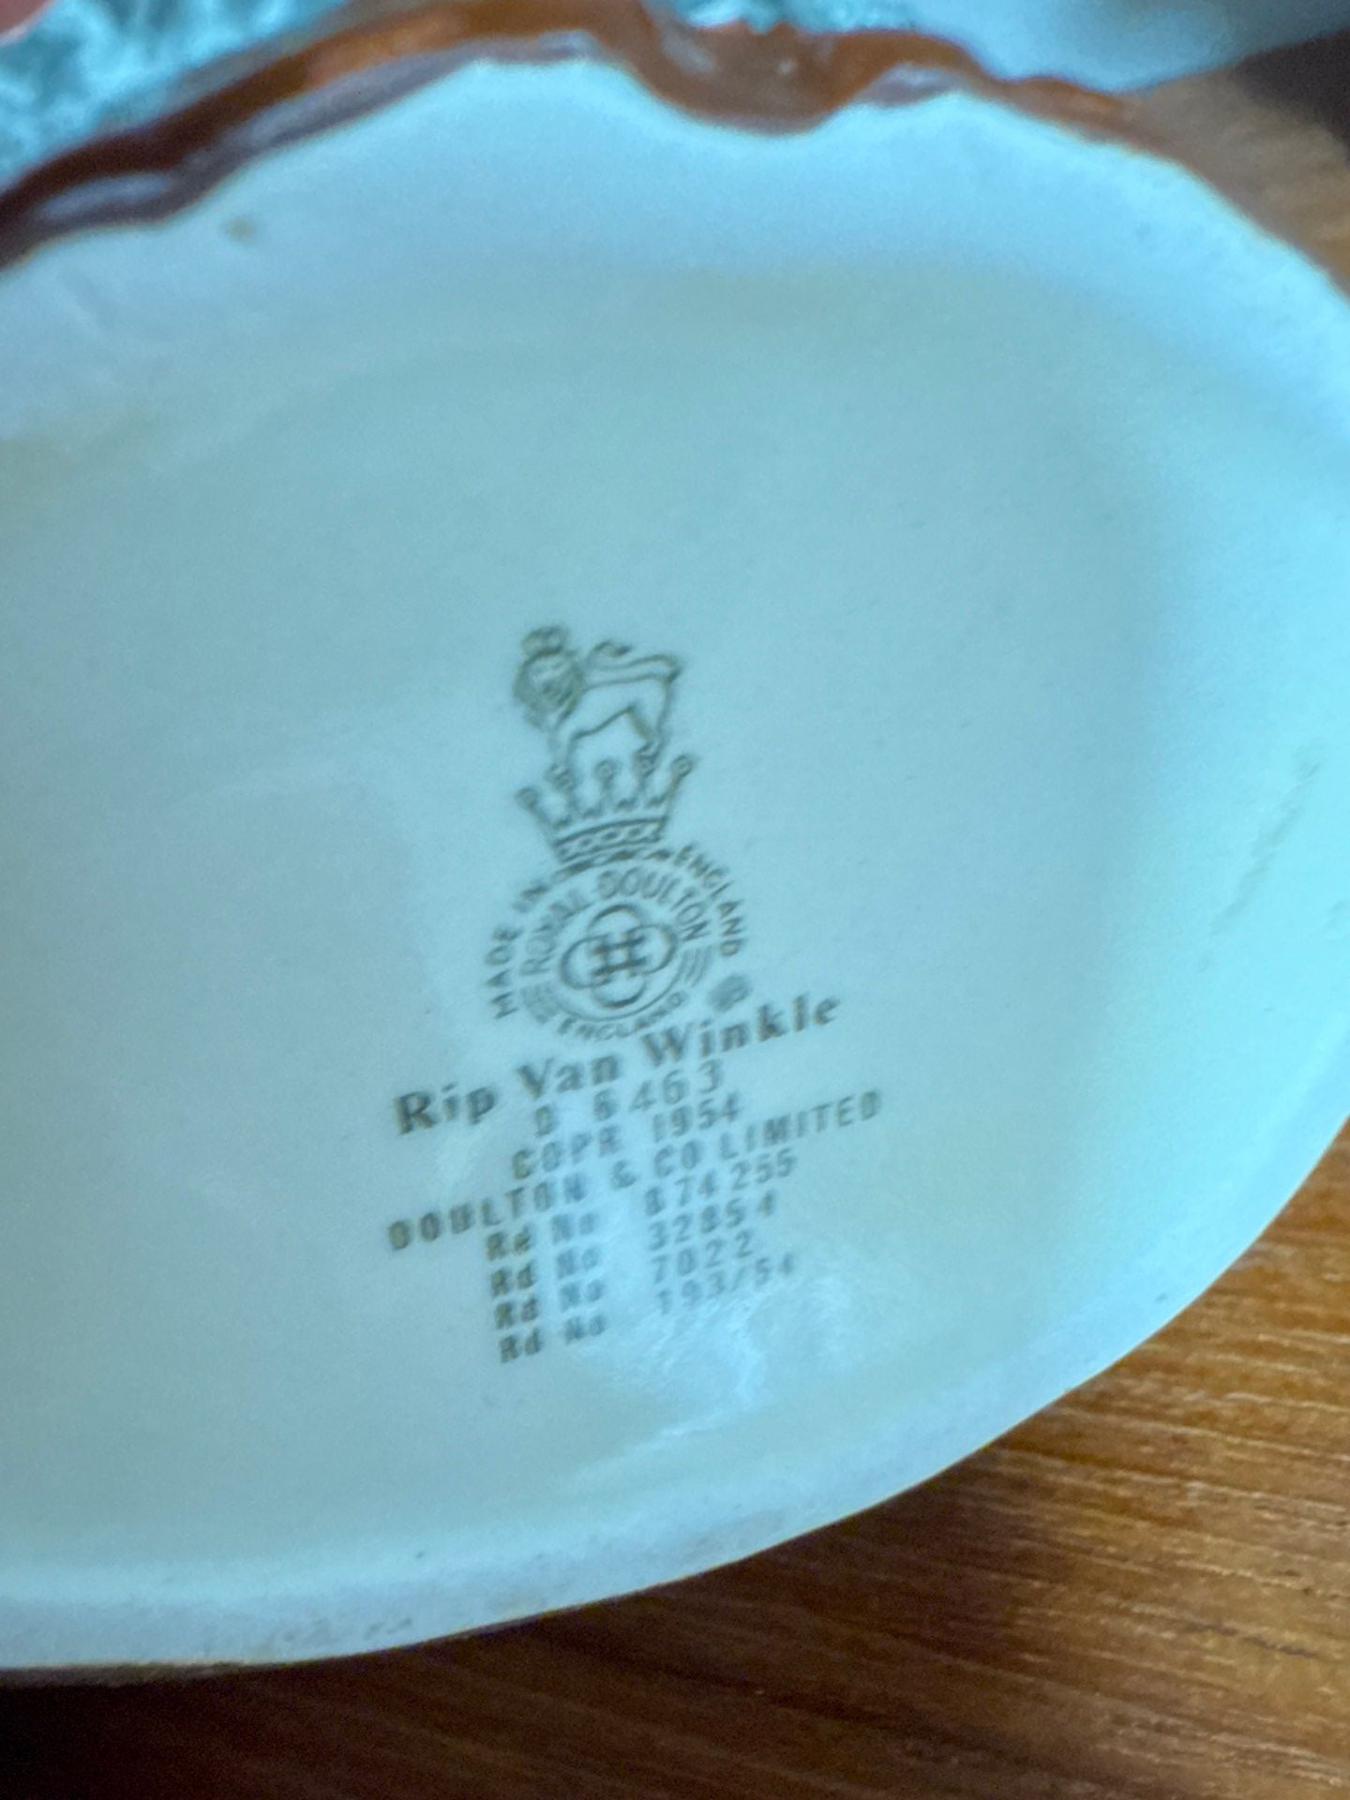 MADE IN ENGLAND
ROYAL DOULTON
ENGLAND
Rip Van Winkle
D 6463
COPR 1954
DOULTON & CO LIMITED
Rd No 874255
Rd No 32854
Rd No 7022
Rd No 193/54